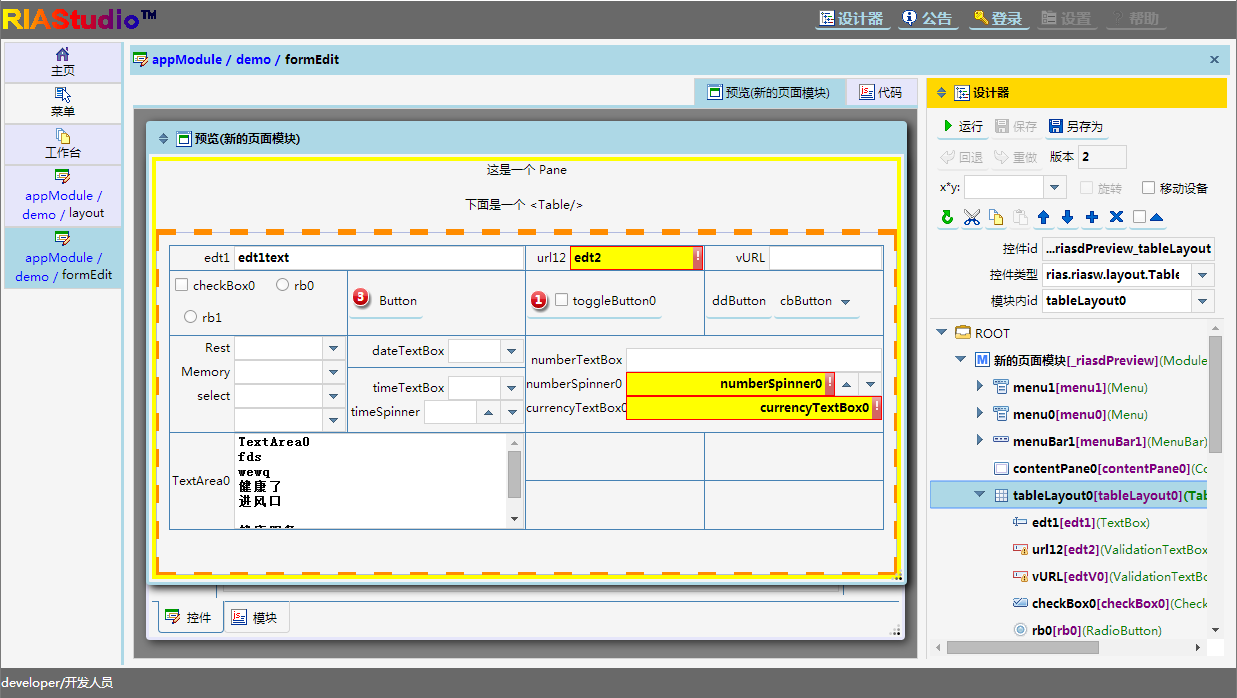 RIAStudio™
设计器 公告 登录 设置 帮助
主页
菜单
工作台
appModule /
demo / layout
appModule /
demo / formEdit
appModule / demo / formEdit
预览(新的页面模块) 代码
预览(新的页面模块)
这是一个 Pane
下面是一个 <Table/>
edt1 edt1text url12 edt2 ! vURL
checkBox0 rb0
rb1
3 Button
1 toggleButton0
ddButton cbButton
Rest
Memory
select
dateTextBox
timeTextBox
timeSpinner
numberTextBox
numberSpinner0 numberSpinner0 !
currencyTextBox0 currencyTextBox0 !
TextArea0
TextArea0
fds
wewq
健康了
进风口
控件 模块
设计器
运行 保存 另存为
回退 重做 版本 2
x*y: 旋转 移动设备
控件id ...riasdPreview_tableLayout
控件类型 rias.riasw.layout.Table
模块内id tableLayout0
ROOT
新的页面模块[_riasdPreview](Module
menu1[menu1](Menu)
menu0[menu0](Menu)
menuBar1[menuBar1](MenuBar)
contentPane0[contentPane0](Co
tableLayout0[tableLayout0](Tab
edt1[edt1](TextBox)
url12[edt2](ValidationTextBox
vURL[edtV0](ValidationTextBo
checkBox0[checkBox0](Check
rb0[rb0](RadioButton)
developer/开发人员